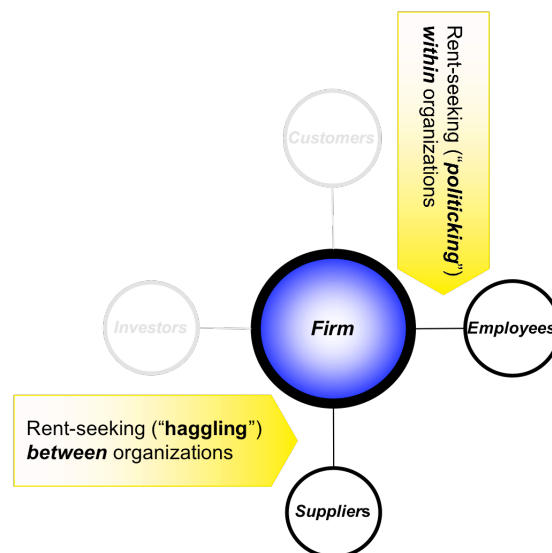 Rent-seeking ("politicking")
within organizations
Customers
Investors
Firm
Employees
Rent-seeking ("haggling")
between organizations
Suppliers